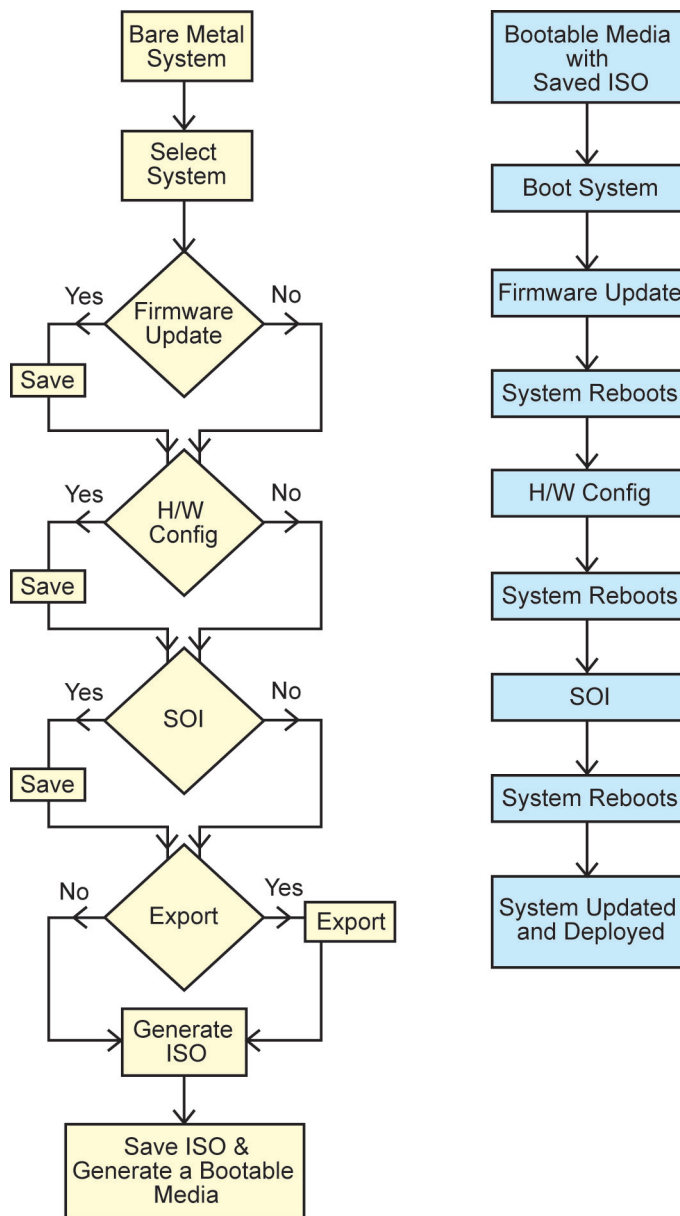 Bare Metal
System
Select
System
Yes
No
Firmware
Update
Save
Yes
No
H/W
Config
Save
Yes
No
SOI
Save
No
Yes
Export
Export
Generate
ISO
Save ISO &
Generate a Bootable
Media
Bootable Media
with
Saved ISO
Boot System
Firmware Update
System Reboots
H/W Config
System Reboots
SOI
System Reboots
System Updated
and Deployed